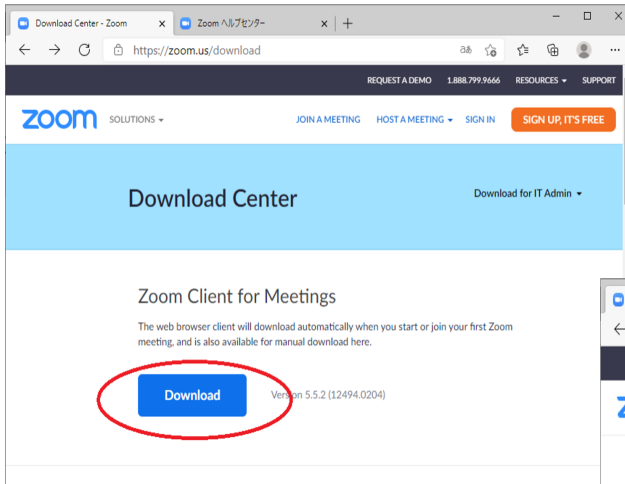 Download Center - Zoom
Zoom ヘルプセンター
https://zoom.us/download
REQUEST A DEMO 1.888.799.9666 RESOURCES SUPPORT
zoom SOLUTIONS JOIN A MEETING HOST A MEETING SIGN IN SIGN UP, IT'S FREE
Download Center
Download for IT Admin
Zoom Client for Meetings
The web browser client will download automatically when you start or join your first Zoom
meeting, and is also available for manual download here.
Download
Version 5.5.2 (12494.0204)